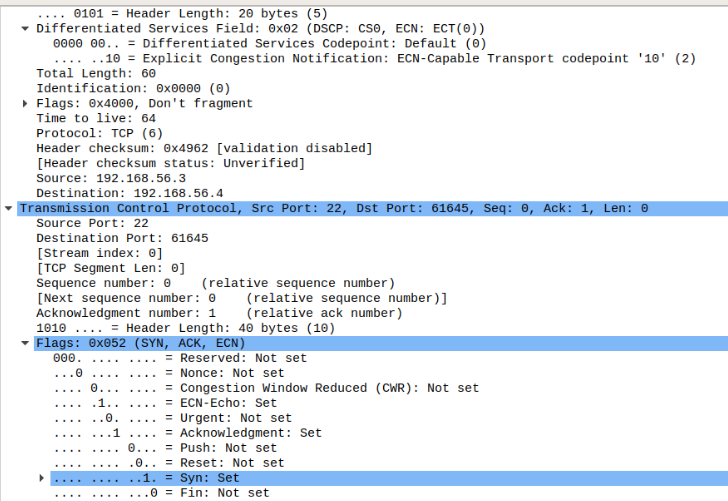 .... 0101 = Header Length: 20 bytes (5)
Differentiated Services Field: 0x02 (DSCP: CS0, ECN: ECT(0))
0000 00.. = Differentiated Services Codepoint: Default (0)
.... ..10 = Explicit Congestion Notification: ECN-Capable Transport codepoint '10' (2)
Total Length: 60
Identification: 0x0000 (0)
Flags: 0x4000, Don't fragment
Time to live: 64
Protocol: TCP (6)
Header checksum: 0x4962 [validation disabled]
[Header checksum status: Unverified]
Source: 192.168.56.3
Destination: 192.168.56.4
Transmission Control Protocol, Src Port: 22, Dst Port: 61645, Seq: 0, Ack: 1, Len: 0
Source Port: 22
Destination Port: 61645
[Stream index: 0]
[TCP Segment Len: 0]
Sequence number: 0    (relative sequence number)
[Next sequence number: 0    (relative sequence number)]
Acknowledgment number: 1    (relative ack number)
1010 .... = Header Length: 40 bytes (10)
Flags: 0x052 (SYN, ACK, ECN)
000. .... .... = Reserved: Not set
...0 .... .... = Nonce: Not set
.... 0... .... = Congestion Window Reduced (CWR): Not set
.... .1.. .... = ECN-Echo: Set
.... ..0. .... = Urgent: Not set
.... ...1 .... = Acknowledgment: Set
.... .... 0... = Push: Not set
.... .... .0.. = Reset: Not set
.... .... ..1. = Syn: Set
.... .... ...0 = Fin: Not set